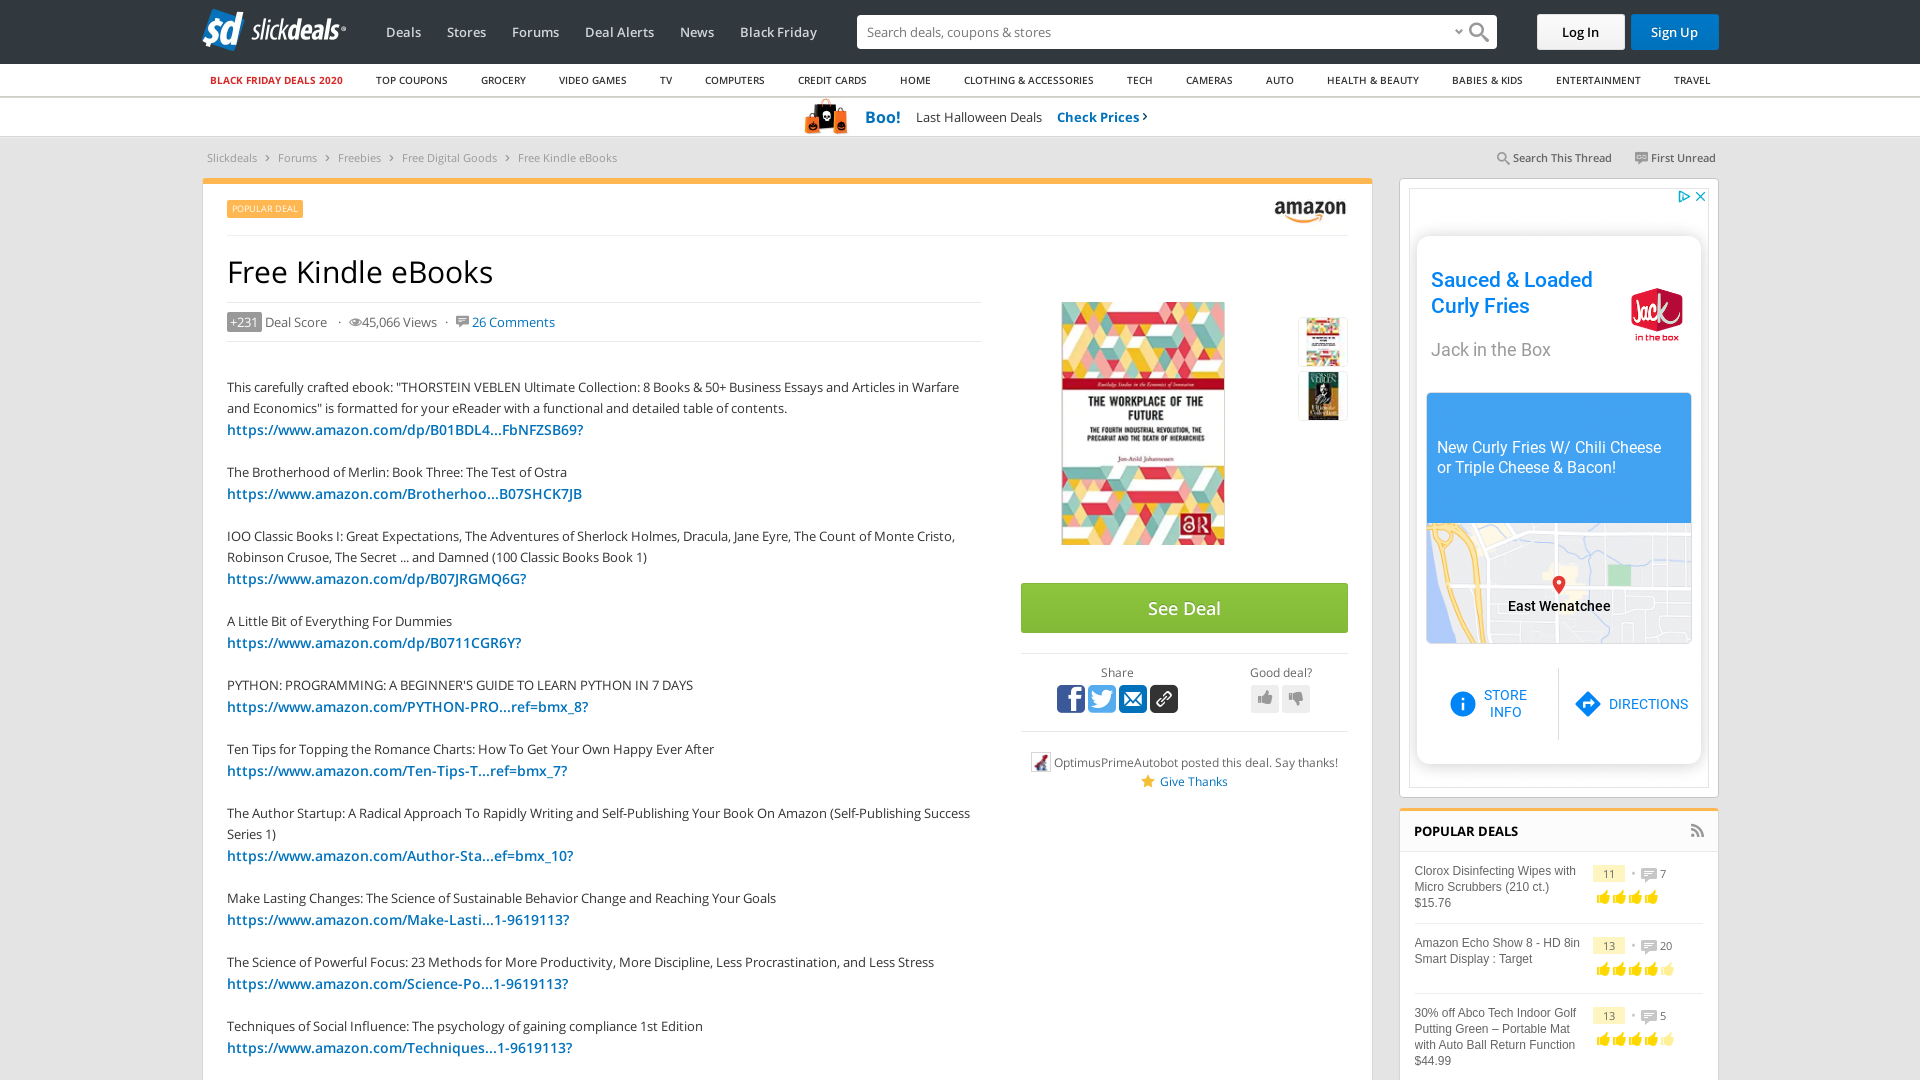 slickdeals
Deals
Stores
Forums
Deal Alerts
News
Black Friday
Search deals, coupons & stores
Log In
Sign Up
BLACK FRIDAY DEALS 2020
TOP COUPONS
GROCERY
VIDEO GAMES
TV
COMPUTERS
CREDIT CARDS
HOME
CLOTHING & ACCESSORIES
TECH
CAMERAS
AUTO
HEALTH & BEAUTY
BABIES & KIDS
ENTERTAINMENT
TRAVEL
Boo! Last Halloween Deals Check Prices
Slickdeals > Forums > Freebies > Free Digital Goods > Free Kindle eBooks
Search This Thread
First Unread
POPULAR DEAL
amazon
Free Kindle eBooks
+231 Deal Score · 45,066 Views · 26 Comments
This carefully crafted ebook: "THORSTEIN VEBLEN Ultimate Collection: 8 Books & 50+ Business Essays and Articles in Warfare
and Economics" is formatted for your eReader with a functional and detailed table of contents.
https://www.amazon.com/dp/B01BDL4...FbNFZSB69?
The Brotherhood of Merlin: Book Three: The Test of Ostra
https://www.amazon.com/Brotherhoo...B07SHCK7JB
IOO Classic Books I: Great Expectations, The Adventures of Sherlock Holmes, Dracula, Jane Eyre, The Count of Monte Cristo,
Robinson Crusoe, The Secret ... and Damned (100 Classic Books Book 1)
https://www.amazon.com/dp/B07JRGMQ6G?
A Little Bit of Everything For Dummies
https://www.amazon.com/dp/B0711CGR6Y?
PYTHON: PROGRAMMING: A BEGINNER'S GUIDE TO LEARN PYTHON IN 7 DAYS
https://www.amazon.com/PYTHON-PRO...ref=bmx_8?
Ten Tips for Topping the Romance Charts: How To Get Your Own Happy Ever After
https://www.amazon.com/Ten-Tips-T...ref=bmx_7?
The Author Startup: A Radical Approach To Rapidly Writing and Self-Publishing Your Book On Amazon (Self-Publishing Success
Series 1)
https://www.amazon.com/Author-Sta...ef=bmx_10?
Make Lasting Changes: The Science of Sustainable Behavior Change and Reaching Your Goals
https://www.amazon.com/Make-Lasti...1-9619113?
The Science of Powerful Focus: 23 Methods for More Productivity, More Discipline, Less Procrastination, and Less Stress
https://www.amazon.com/Science-Po...1-9619113?
Techniques of Social Influence: The psychology of gaining compliance 1st Edition
https://www.amazon.com/Techniques...1-9619113?
Routledge Studies in the Economics of Innovation
THE WORKPLACE OF THE
FUTURE
THE FOURTH INDUSTRIAL REVOLUTION, THE
PRECARIAT AND THE DEATH OF HIERARCHIES
Jon-Arild Johannessen
See Deal
Share
Good deal?
OptimusPrimeAutobot posted this deal. Say thanks!
Give Thanks
Sauced & Loaded
Curly Fries
Jack in the Box
Jack
in the box
New Curly Fries W/ Chili Cheese
or Triple Cheese & Bacon!
East Wenatchee
STORE
INFO
DIRECTIONS
POPULAR DEALS
Clorox Disinfecting Wipes with
Micro Scrubbers (210 ct.)
$15.76
11 • 7
Amazon Echo Show 8 - HD 8in
Smart Display : Target
13 • 20
30% off Abco Tech Indoor Golf
Putting Green – Portable Mat
with Auto Ball Return Function
$44.99
13 • 5